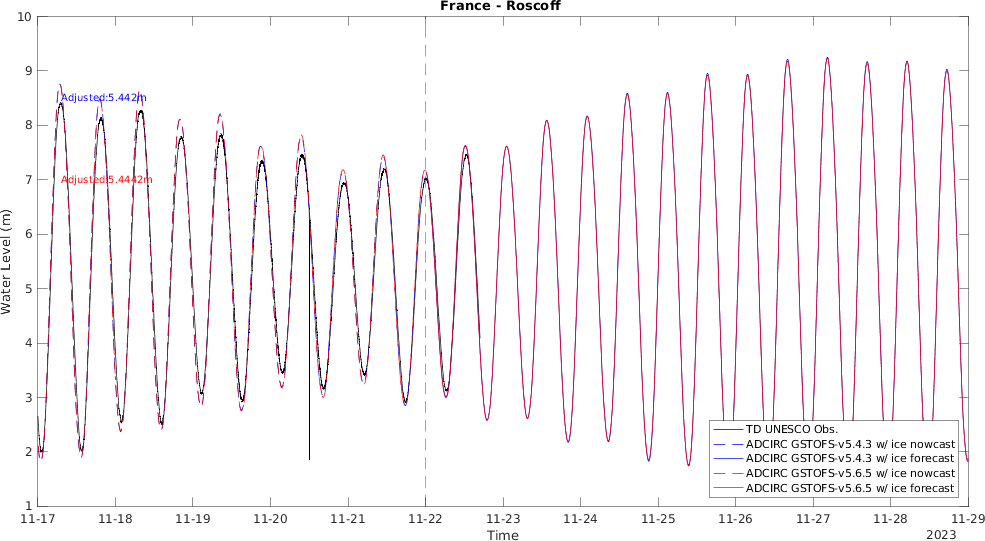 France - Roscoff
10
9
8
7
6
5
4
3
2
1
Water Level (m)
Adjusted:5.442m
Adjusted:5.4442m
TD UNESCO Obs.
ADCIRC GSTOFS-v5.4.3 w/ ice nowcast
ADCIRC GSTOFS-v5.4.3 w/ ice forecast
ADCIRC GSTOFS-v5.6.5 w/ ice nowcast
ADCIRC GSTOFS-v5.6.5 w/ ice forecast
11-17 11-18 11-19 11-20 11-21 11-22 11-23 11-24 11-25 11-26 11-27 11-28 11-29
Time
2023